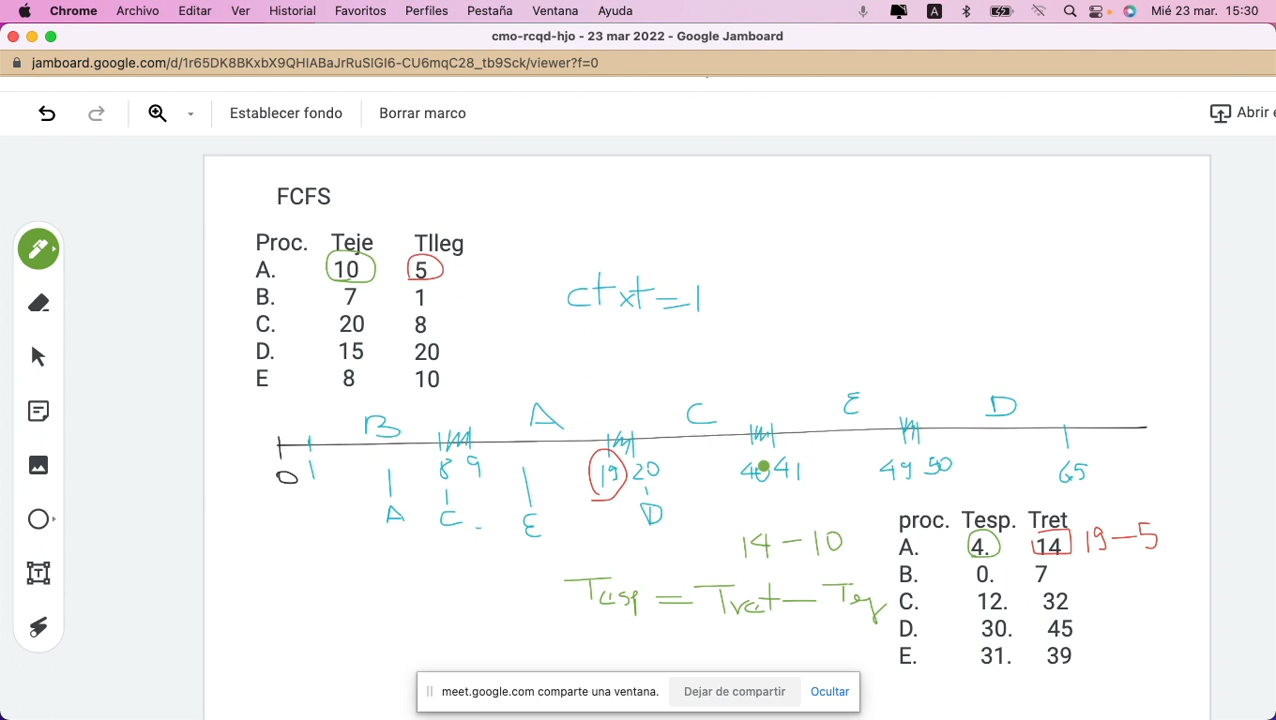 Chrome Archivo Editar Ver Historial Favoritos Perfiles Pestaña Ventana Ayuda A Mié 23 mar. 15:30
cmo-rcqd-hjo - 23 mar 2022 - Google Jamboard
jamboard.google.com/d/1r65DK8BKxbX9QHIABaJrRuSlGl6-CU6mqC28_tb9Sck/viewer?f=0
Establecer fondo Borrar marco Abrir e
FCFS
Proc. Teje Tlleg
A. 10 5
B. 7 1
C. 20 8
D. 15 20
E 8 10
ctxt=1
B A C E D
0 1 8 9 19 20 40 41 49 50 65
A C E D
proc. Tesp. Tret
A. 4. 14 19-5
B. 0. 7
C. 12. 32
D. 30. 45
E. 31. 39
14-10
Tesp = Tret - Tej
meet.google.com comparte una ventana. Dejar de compartir Ocultar